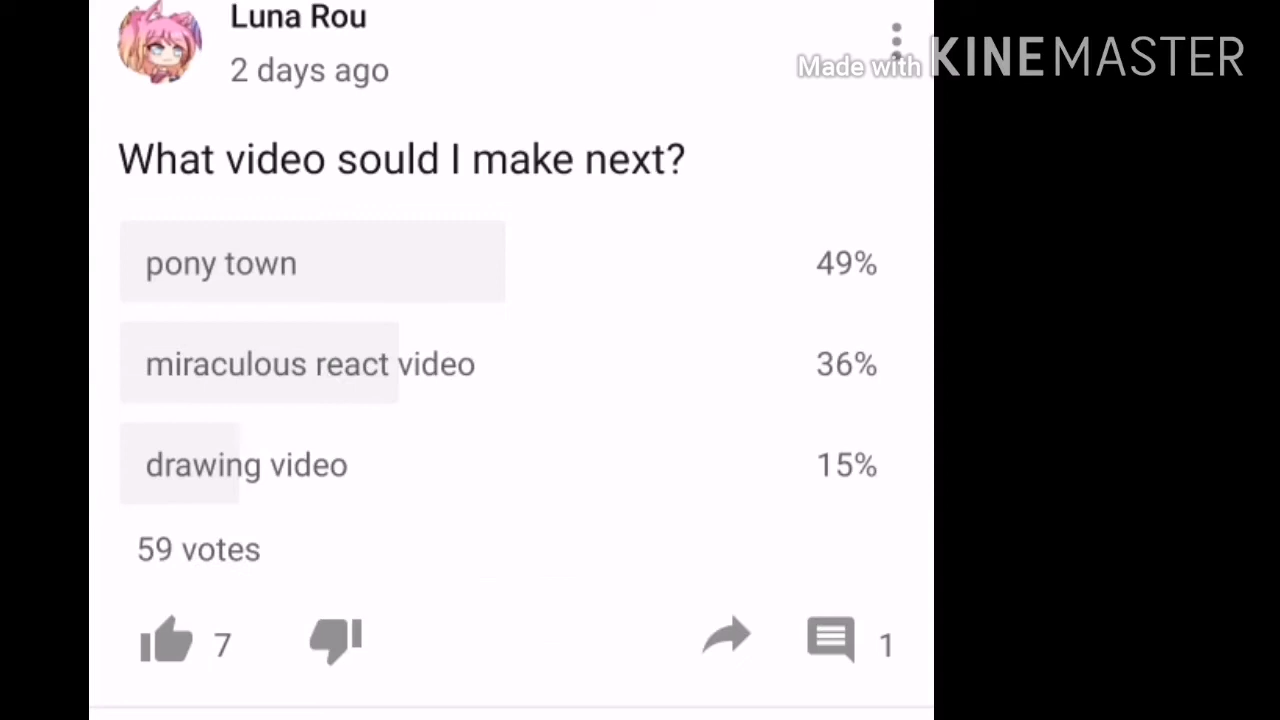 Luna Rou
2 days ago
Made with KINEMASTER
What video sould I make next?
pony town 49%
miraculous react video 36%
drawing video 15%
59 votes
7 1